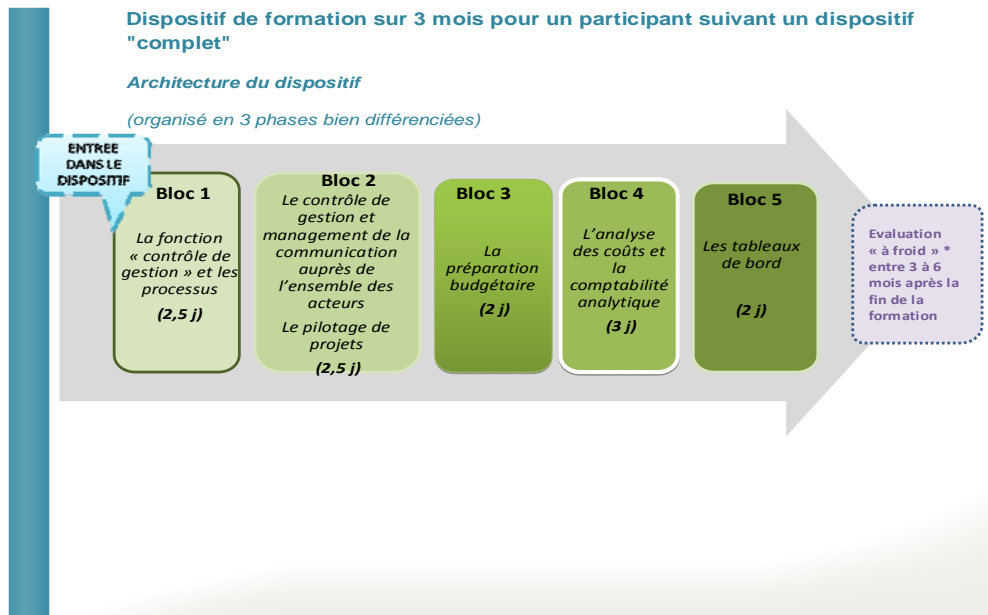 Dispositif de formation sur 3 mois pour un participant suivant un dispositif
"complet"
Architecture du dispositif
(organisé en 3 phases bien différenciées)
ENTREE
DANS LE
DISPOSITIF
Bloc 1
La fonction
« contrôle de
gestion » et les
processus
(2,5 j)
Bloc 2
Le contrôle de
gestion et
management de la
communication
auprès de
l’ensemble des
acteurs
Le pilotage de
projets
(2,5 j)
Bloc 3
La
préparation
budgétaire
(2 j)
Bloc 4
L’analyse
des coûts et
la
comptabilité
analytique
(3 j)
Bloc 5
Les tableaux
de bord
(2 j)
Evaluation
« à froid » *
entre 3 à 6
mois après la
fin de la
formation